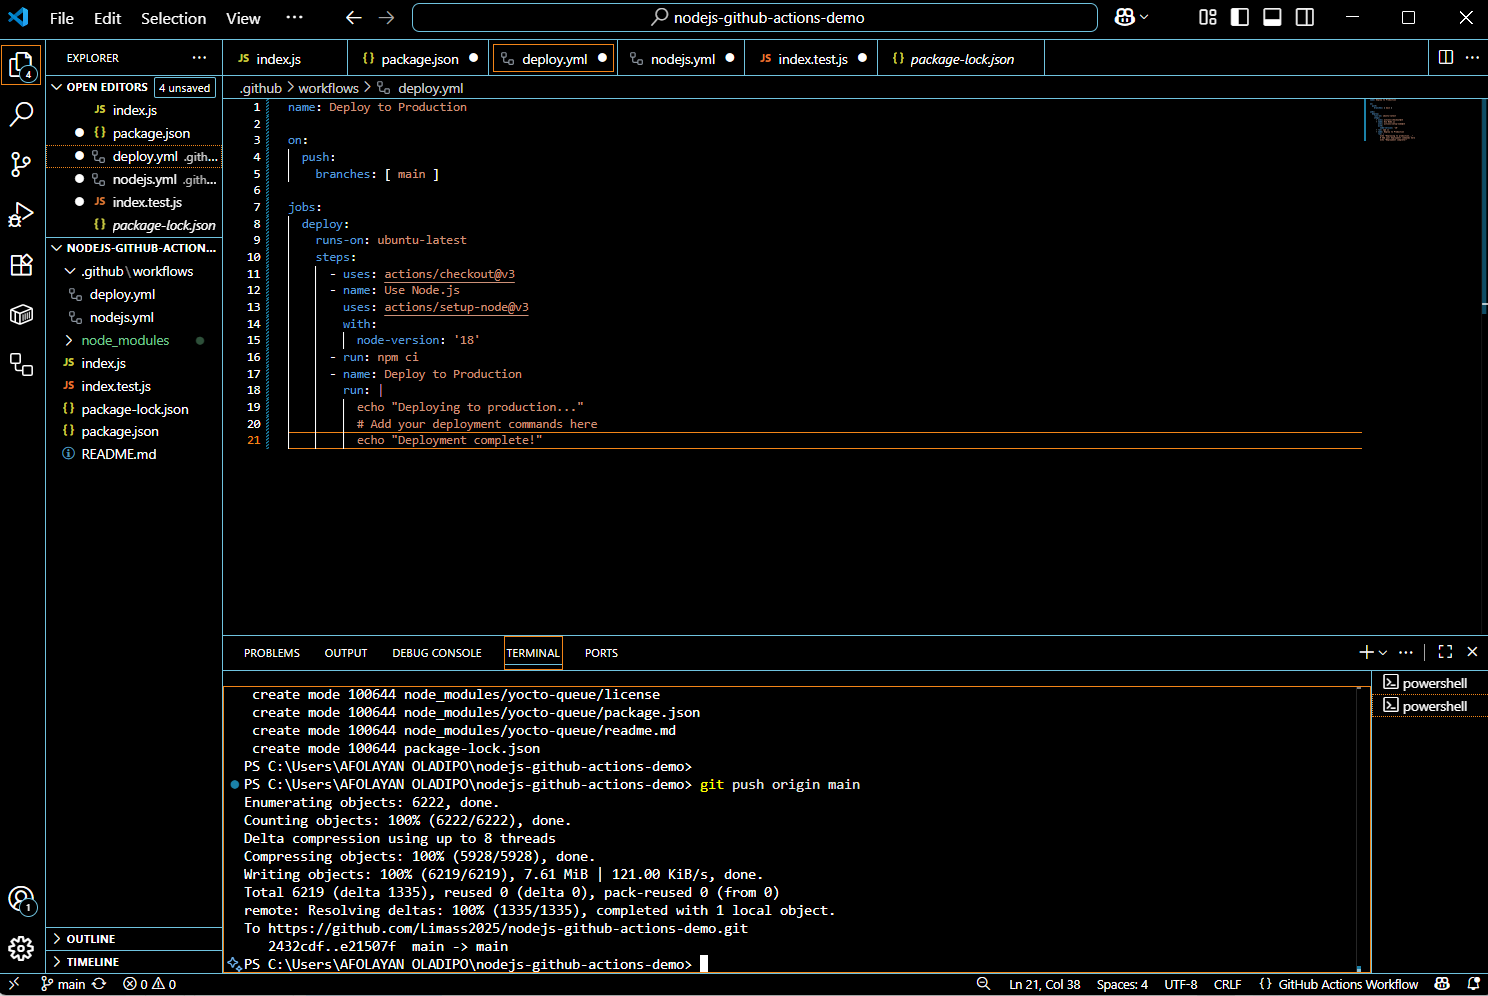 File Edit Selection View ··· nodejs-github-actions-demo
4
EXPLORER ···
OPEN EDITORS 4 unsaved
index.js
package.json
deploy.yml .gith...
nodejs.yml .gith...
index.test.js
package-lock.json
NODEJS-GITHUB-ACTION...
.github\workflows
deploy.yml
nodejs.yml
node_modules
JS index.js
JS index.test.js
{} package-lock.json
{} package.json
README.md
OUTLINE
TIMELINE
JS index.js {} package.json deploy.yml nodejs.yml JS index.test.js {} package-lock.json
.github > workflows > deploy.yml
1 name: Deploy to Production
2
3 on:
4 push:
5 branches: [ main ]
6
7 jobs:
8 deploy:
9 runs-on: ubuntu-latest
10 steps:
11 - uses: actions/checkout@v3
12 - name: Use Node.js
13 uses: actions/setup-node@v3
14 with:
15 node-version: '18'
16 - run: npm ci
17 - name: Deploy to Production
18 run: |
19 echo "Deploying to production..."
20 # Add your deployment commands here
21 echo "Deployment complete!"
PROBLEMS OUTPUT DEBUG CONSOLE TERMINAL PORTS
powershell
powershell
create mode 100644 node_modules/yocto-queue/license
create mode 100644 node_modules/yocto-queue/package.json
create mode 100644 node_modules/yocto-queue/readme.md
create mode 100644 package-lock.json
PS C:\Users\AFOLAYAN OLADIPO\nodejs-github-actions-demo>
PS C:\Users\AFOLAYAN OLADIPO\nodejs-github-actions-demo> git push origin main
Enumerating objects: 6222, done.
Counting objects: 100% (6222/6222), done.
Delta compression using up to 8 threads
Compressing objects: 100% (5928/5928), done.
Writing objects: 100% (6219/6219), 7.61 MiB | 121.00 KiB/s, done.
Total 6219 (delta 1335), reused 0 (delta 0), pack-reused 0 (from 0)
remote: Resolving deltas: 100% (1335/1335), completed with 1 local object.
To https://github.com/Limass2025/nodejs-github-actions-demo.git
2432cdf..e21507f main -> main
PS C:\Users\AFOLAYAN OLADIPO\nodejs-github-actions-demo>
1
main 0 0 Ln 21, Col 38 Spaces: 4 UTF-8 CRLF {} GitHub Actions Workflow